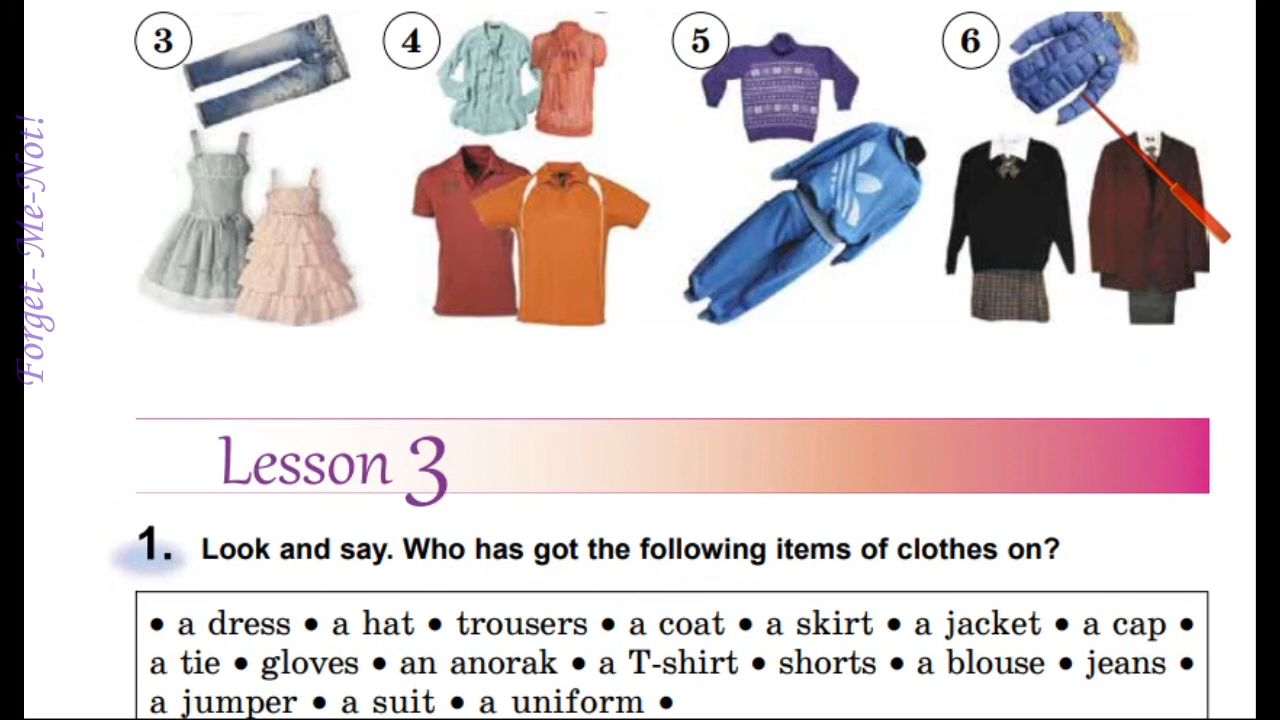 3 4 5 6
Forget- Me-Not!
Lesson 3
1. Look and say. Who has got the following items of clothes on?
• a dress • a hat • trousers • a coat • a skirt • a jacket • a cap •
a tie • gloves • an anorak • a T-shirt • shorts • a blouse • jeans •
a jumper • a suit • a uniform •